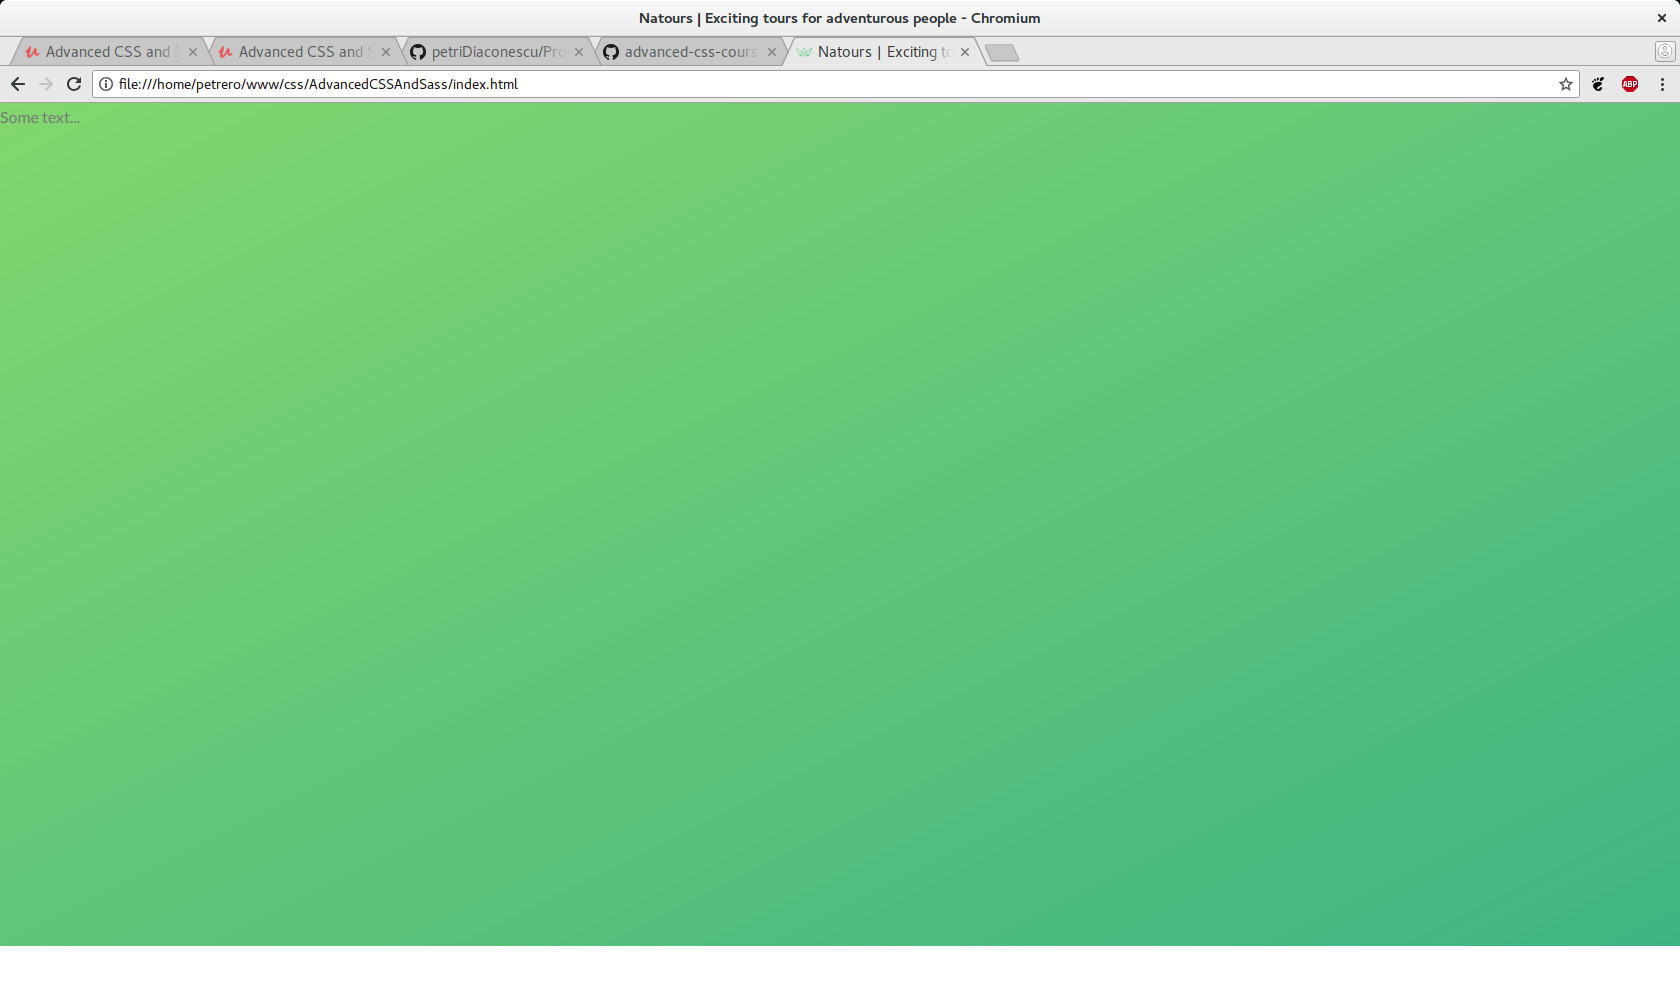 Natours | Exciting tours for adventurous people - Chromium
Advanced CSS and S
Advanced CSS and S
petriDiaconescu/Pro
advanced-css-cours
Natours | Exciting to
file:///home/petrero/www/css/AdvancedCSSAndSass/index.html
ABP
Some text...